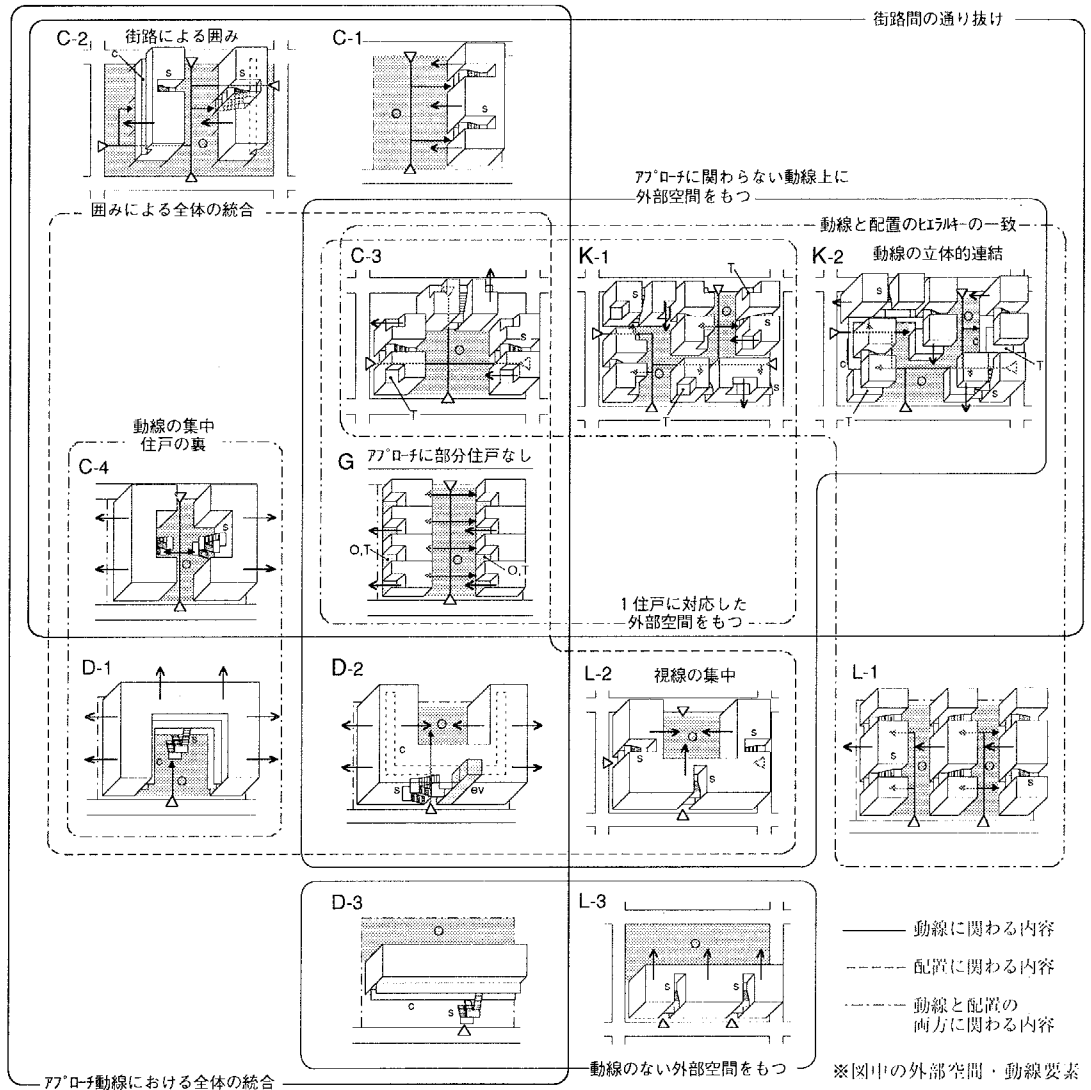 街路間の通り抜け
C-2
街路による囲み
C-1
c
s
s
s
アプローチに関わらない動線上に
外部空間をもつ
囲みによる全体の統合
動線と配置のヒエラルキーの一致
C-3
K-1
K-2
動線の立体的連結
T
s
s
s
s
c
c
T
T
T
T
s
動線の集中
住戸の裏
C-4
G
アプローチに部分住戸なし
s
O,T
O,T
1住戸に対応した
外部空間をもつ
D-1
D-2
L-2
視線の集中
L-1
s
c
c
s
ev
s
s
s
s
s
D-3
L-3
c
s
s
s
動線に関わる内容
配置に関わる内容
動線と配置の
両方に関わる内容
動線のない外部空間をもつ
アプローチ動線における全体の統合
※図中の外部空間・動線要素